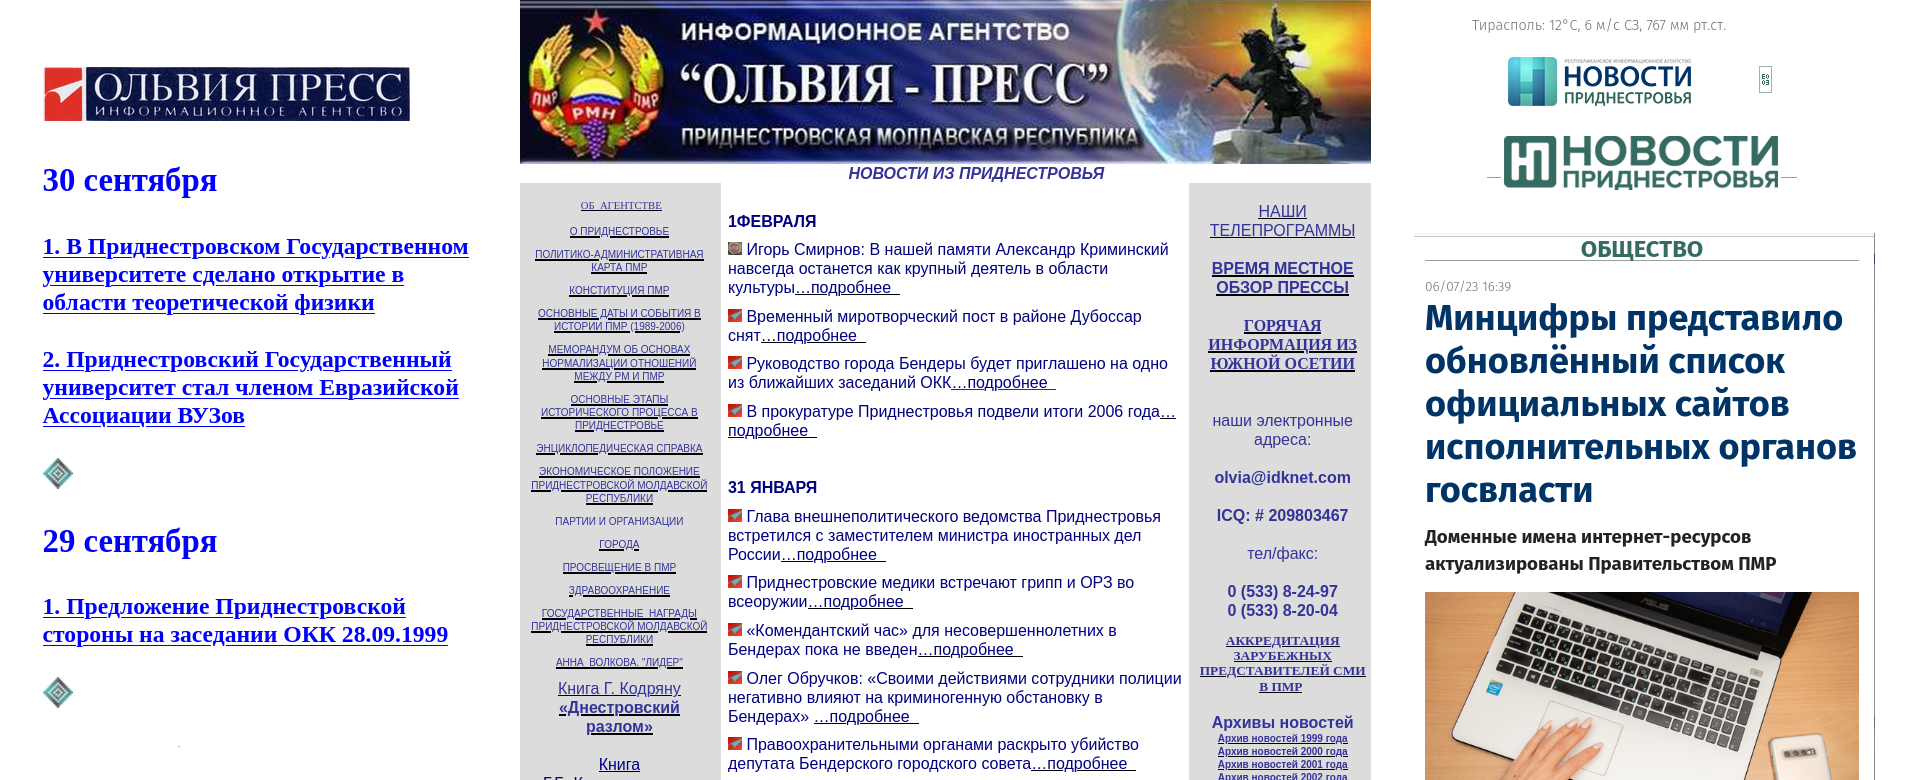 ОЛЬВИЯ ПРЕСС
ИНФОРМАЦИОННОЕ АГЕНТСТВО
30 сентября
1. В Приднестровском Государственном
университете сделано открытие в
области теоретической физики
2. Приднестровский Государственный
университет стал членом Евразийской
Ассоциации ВУЗов
29 сентября
1. Предложение Приднестровской
стороны на заседании ОКК 28.09.1999
ИНФОРМАЦИОННОЕ АГЕНТСТВО
“ОЛЬВИЯ - ПРЕСС”
ПРИДНЕСТРОВСКАЯ МОЛДАВСКАЯ РЕСПУБЛИКА
ПМР
ПМР
РМН
НОВОСТИ ИЗ ПРИДНЕСТРОВЬЯ
ОБ АГЕНТСТВЕ
О ПРИДНЕСТРОВЬЕ
ПОЛИТИКО-АДМИНИСТРАТИВНАЯ
КАРТА ПМР
КОНСТИТУЦИЯ ПМР
ОСНОВНЫЕ ДАТЫ И СОБЫТИЯ В
ИСТОРИИ ПМР (1989-2006)
МЕМОРАНДУМ ОБ ОСНОВАХ
НОРМАЛИЗАЦИИ ОТНОШЕНИЙ
МЕЖДУ РМ И ПМР
ОСНОВНЫЕ ЭТАПЫ
ИСТОРИЧЕСКОГО ПРОЦЕССА В
ПРИДНЕСТРОВЬЕ
ЭНЦИКЛОПЕДИЧЕСКАЯ СПРАВКА
ЭКОНОМИЧЕСКОЕ ПОЛОЖЕНИЕ
ПРИДНЕСТРОВСКОЙ МОЛДАВСКОЙ
РЕСПУБЛИКИ
ПАРТИИ И ОРГАНИЗАЦИИ
ГОРОДА
ПРОСВЕЩЕНИЕ В ПМР
ЗДРАВООХРАНЕНИЕ
ГОСУДАРСТВЕННЫЕ НАГРАДЫ
ПРИДНЕСТРОВСКОЙ МОЛДАВСКОЙ
РЕСПУБЛИКИ
АННА ВОЛКОВА. "ЛИДЕР"
Книга Г. Кодряну
«Днестровский
разлом»
Книга
1ФЕВРАЛЯ
Игорь Смирнов: В нашей памяти Александр Криминский
навсегда останется как крупный деятель в области
культуры…подробнее
Временный миротворческий пост в районе Дубоссар
снят…подробнее
Руководство города Бендеры будет приглашено на одно
из ближайших заседаний ОКК…подробнее
В прокуратуре Приднестровья подвели итоги 2006 года…
подробнее
31 ЯНВАРЯ
Глава внешнеполитического ведомства Приднестровья
встретился с заместителем министра иностранных дел
России…подробнее
Приднестровские медики встречают грипп и ОРЗ во
всеоружии…подробнее
«Комендантский час» для несовершеннолетних в
Бендерах пока не введен…подробнее
Олег Обручков: «Своими действиями сотрудники полиции
негативно влияют на криминогенную обстановку в
Бендерах» …подробнее
Правоохранительными органами раскрыто убийство
депутата Бендерского городского совета…подробнее
НАШИ
ТЕЛЕПРОГРАММЫ
ВРЕМЯ МЕСТНОЕ
ОБЗОР ПРЕССЫ
ГОРЯЧАЯ
ИНФОРМАЦИЯ ИЗ
ЮЖНОЙ ОСЕТИИ
наши электронные
адреса:
olvia@idknet.com
ICQ: # 209803467
тел/факс:
0 (533) 8-24-97
0 (533) 8-20-04
АККРЕДИТАЦИЯ
ЗАРУБЕЖНЫХ
ПРЕДСТАВИТЕЛЕЙ СМИ
В ПМР
Архивы новостей
Архив новостей 1999 года
Архив новостей 2000 года
Архив новостей 2001 года
Архив новостей 2002 года
Тирасполь: 12°C, 6 м/с СЗ, 767 мм рт.ст.
РЕСПУБЛИКАНСКОЕ ИНФОРМАЦИОННОЕ АГЕНТСТВО
НОВОСТИ
ПРИДНЕСТРОВЬЯ
НОВОСТИ
ПРИДНЕСТРОВЬЯ
ОБЩЕСТВО
06/07/23 16:39
Минцифры представило
обновлённый список
официальных сайтов
исполнительных органов
госвласти
Доменные имена интернет-ресурсов
актуализированы Правительством ПМР